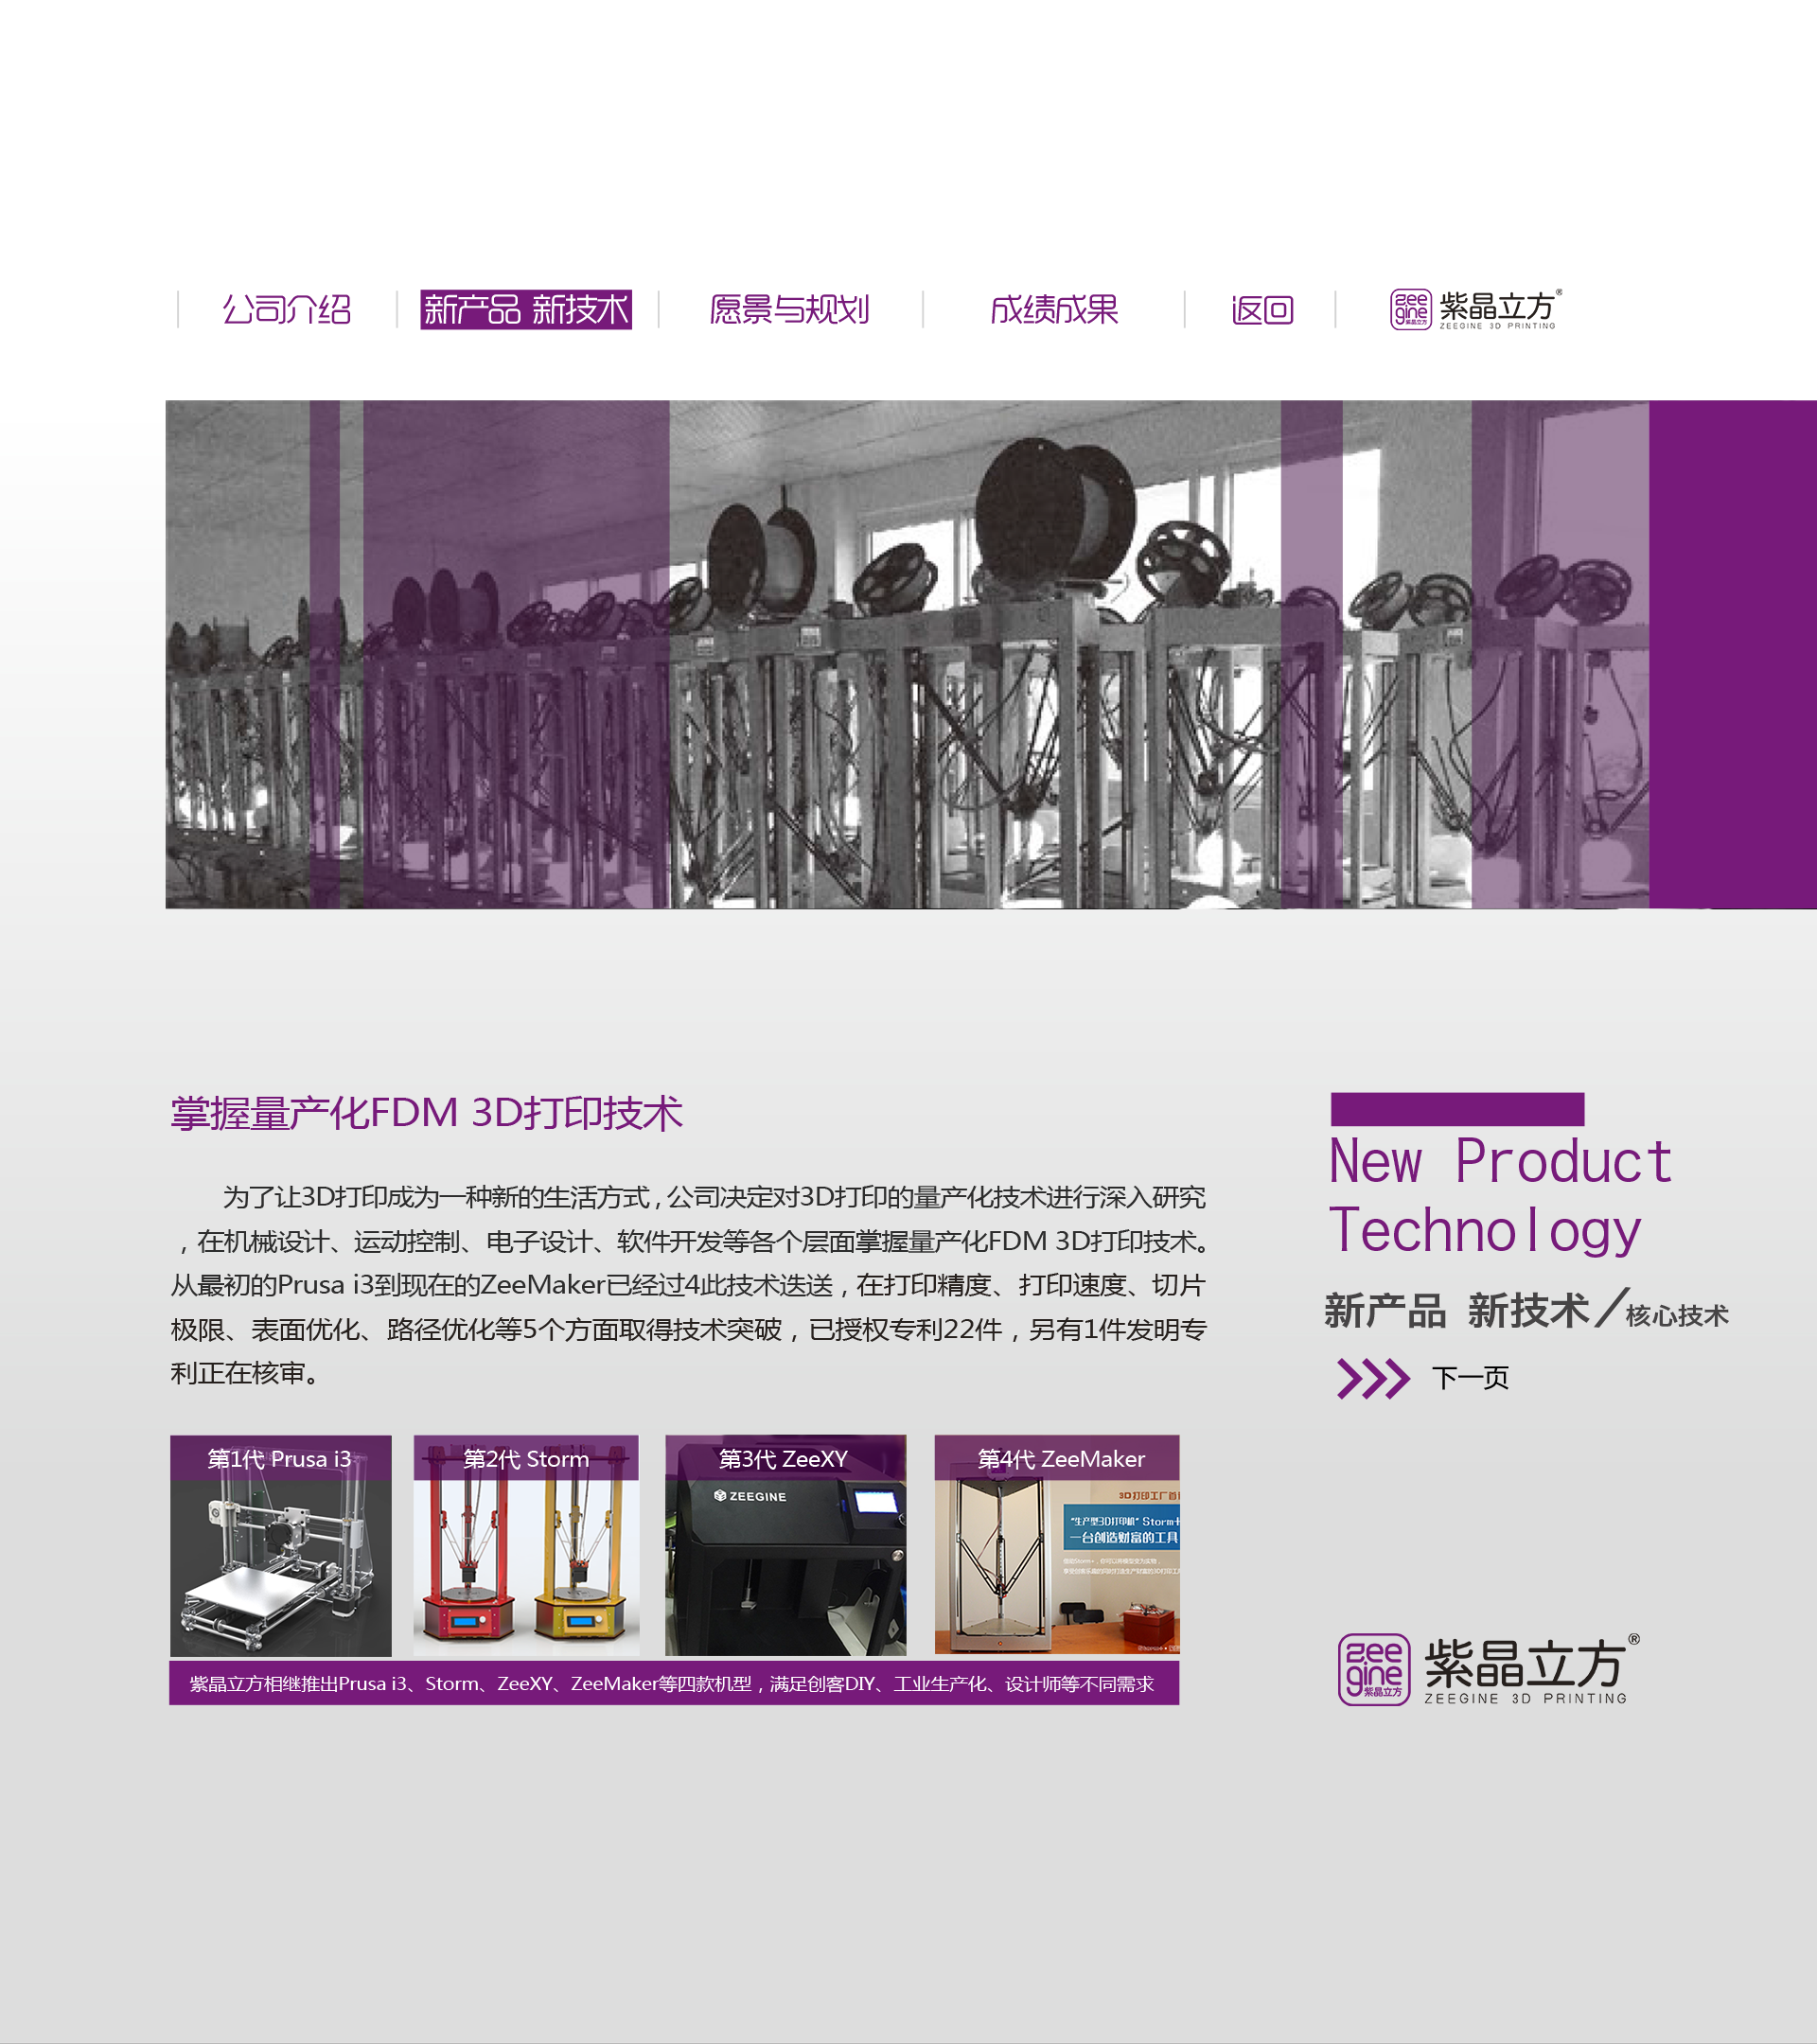 公司介绍
新产品 新技术
愿景与规划
成绩成果
返回
zee
gine
紫晶立方
紫晶立方®
ZEEGINE 3D PRINTING
掌握量产化FDM 3D打印技术
为了让3D打印成为一种新的生活方式，公司决定对3D打印的量产化技术进行深入研究
，在机械设计、运动控制、电子设计、软件开发等各个层面掌握量产化FDM 3D打印技术。
从最初的Prusa i3到现在的ZeeMaker已经过4此技术迭送，在打印精度、打印速度、切片
极限、表面优化、路径优化等5个方面取得技术突破，已授权专利22件，另有1件发明专
利正在核审。
New Product
Technology
新产品 新技术/核心技术
下一页
第1代 Prusa i3
第2代 Storm
第3代 ZeeXY
ZEEGINE
第4代 ZeeMaker
3D打印工厂首
“生产型3D打印机” Storm+
一台创造财富的工具
紫晶立方相继推出Prusa i3、Storm、ZeeXY、ZeeMaker等四款机型，满足创客DIY、工业生产化、设计师等不同需求
zee
gine
紫晶立方
紫晶立方®
ZEEGINE 3D PRINTING